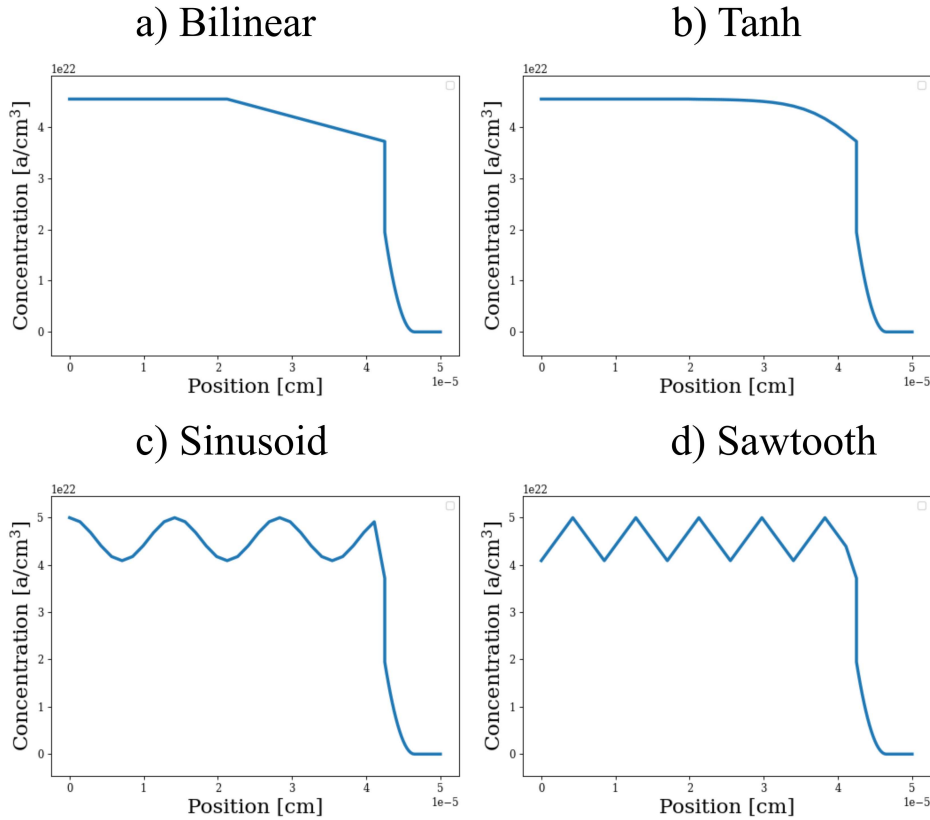 a) Bilinear
1e22
Concentration [a/cm³]
4
3
2
1
0
0 1 2 3 4 5
1e−5
Position [cm]
b) Tanh
1e22
Concentration [a/cm³]
4
3
2
1
0
0 1 2 3 4 5
1e−5
Position [cm]
c) Sinusoid
1e22
Concentration [a/cm³]
5
4
3
2
1
0
0 1 2 3 4 5
1e−5
Position [cm]
d) Sawtooth
1e22
Concentration [a/cm³]
5
4
3
2
1
0
0 1 2 3 4 5
1e−5
Position [cm]